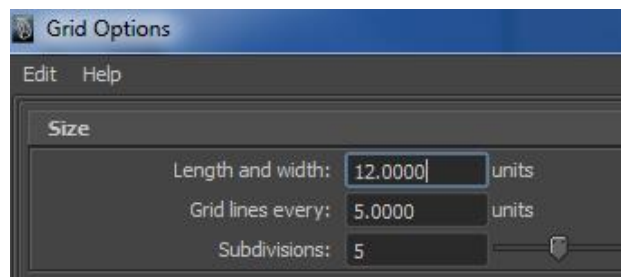 Grid Options
Edit Help
Size
Length and width: 12.0000 units
Grid lines every: 5.0000 units
Subdivisions: 5